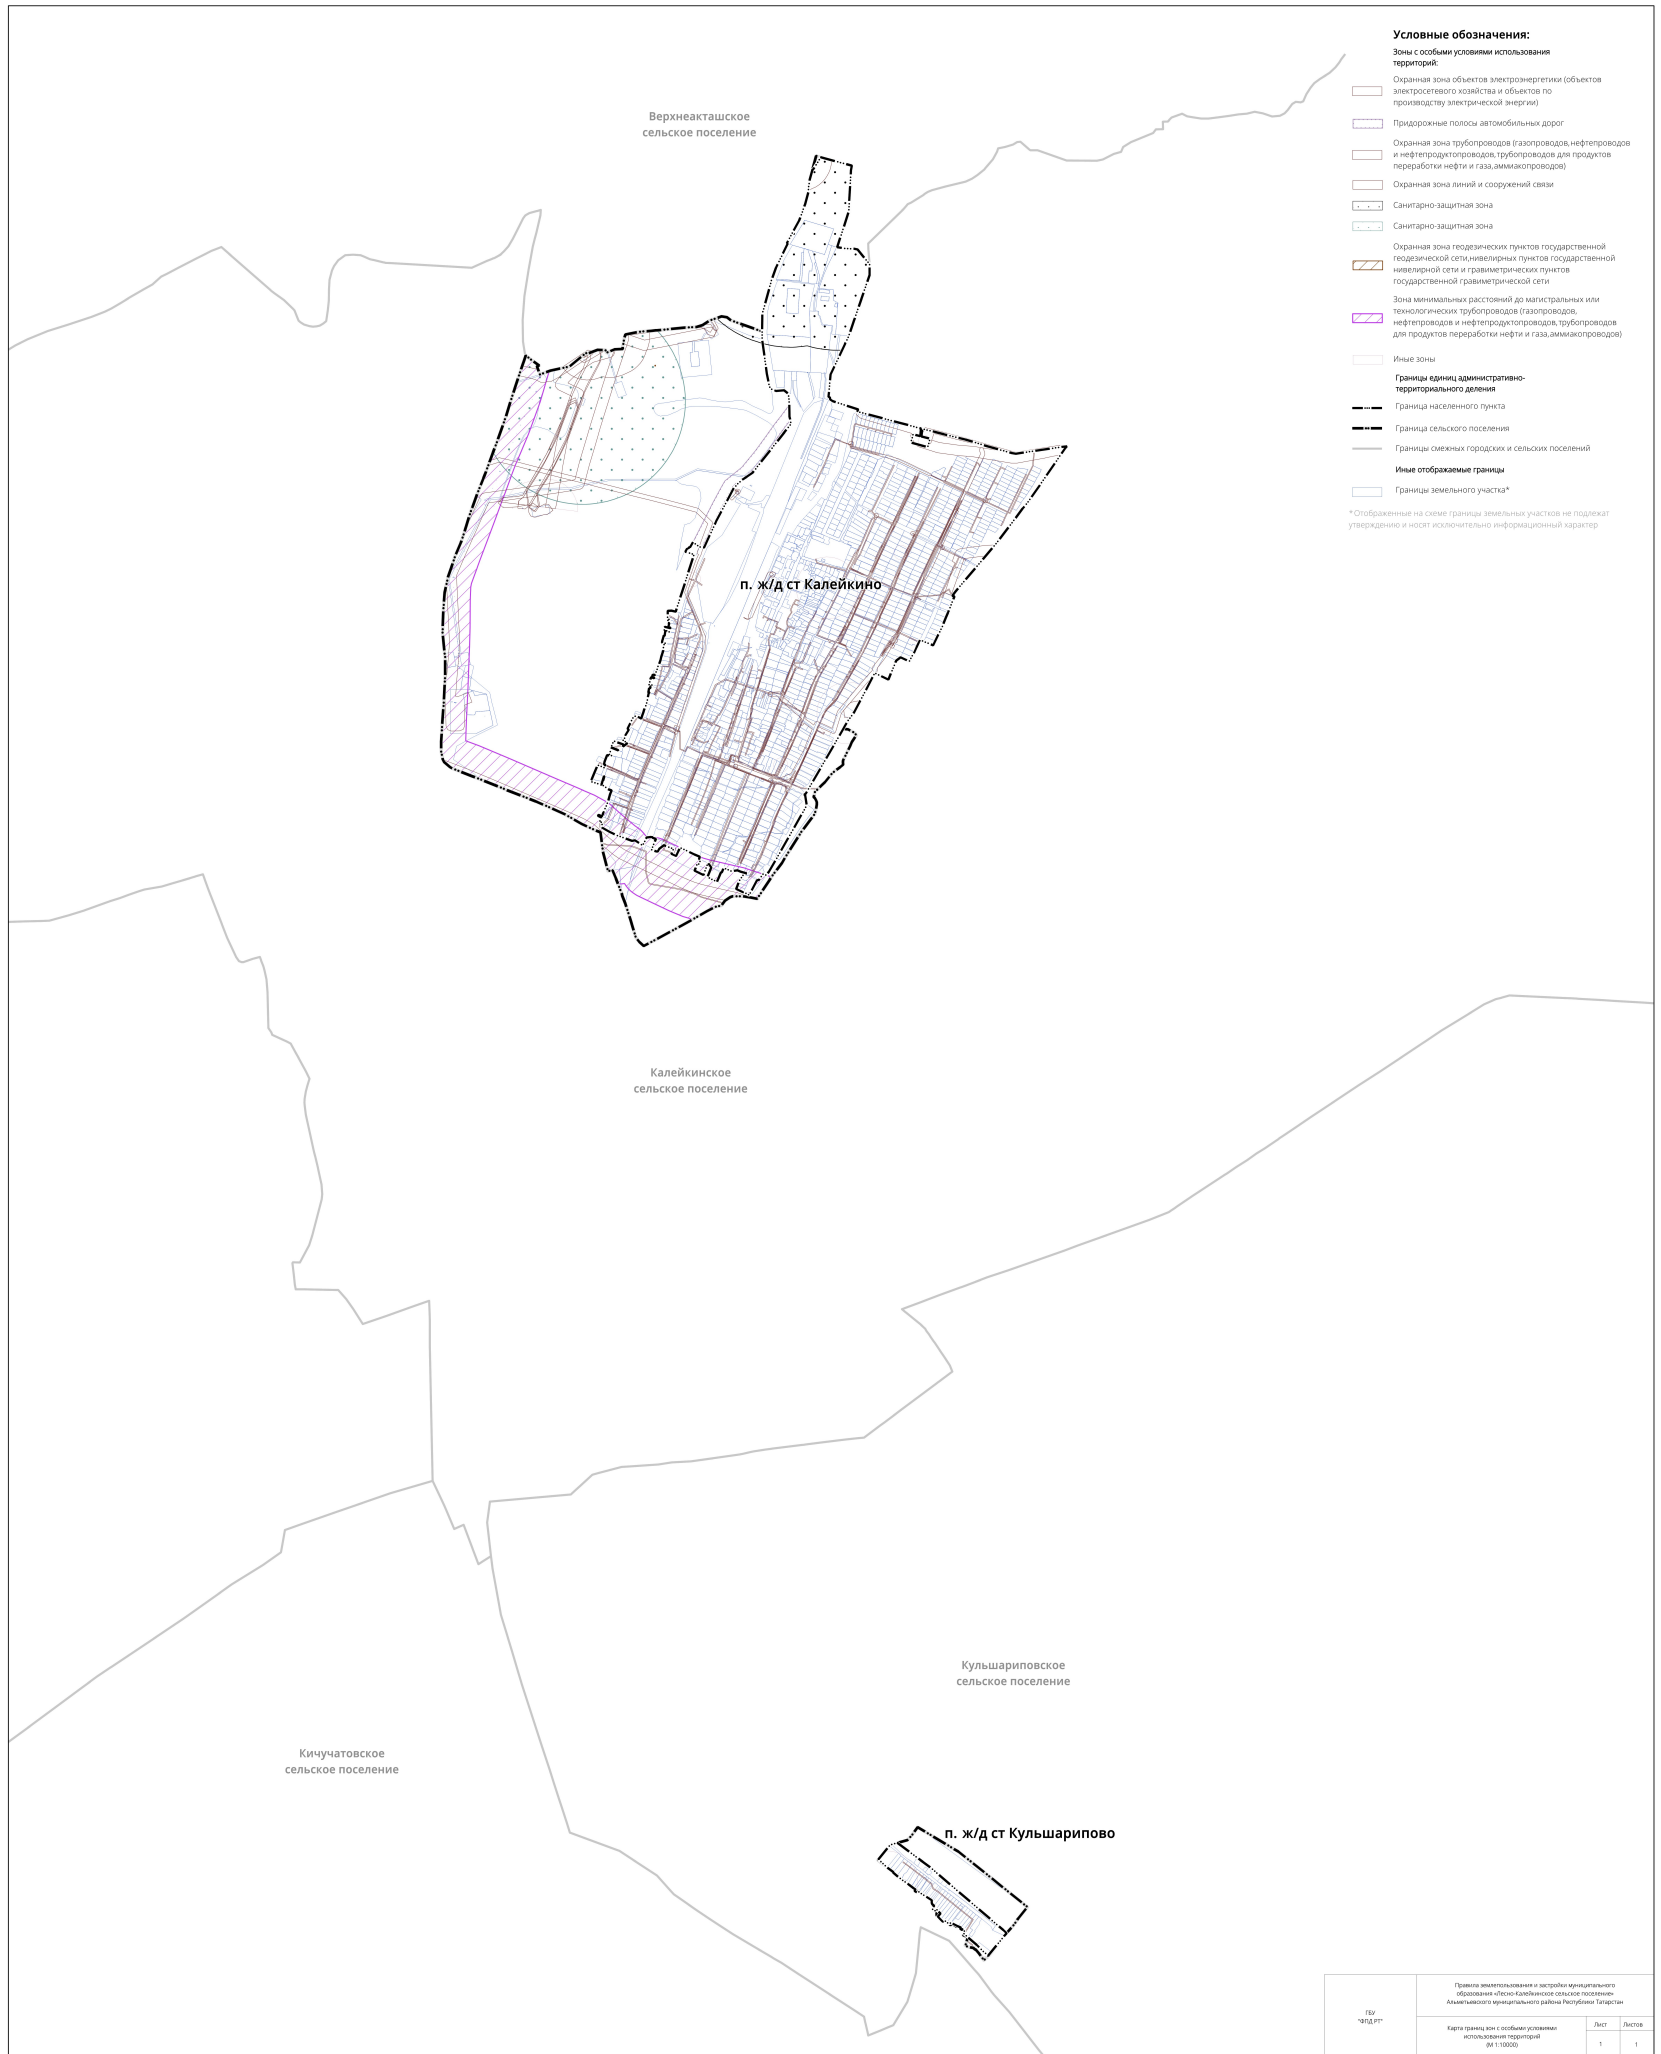 Условные обозначения:
Зоны с особыми условиями использования
территорий:
Охранная зона объектов электроэнергетики (объектов
электросетевого хозяйства и объектов по
производству электрической энергии)
Придорожные полосы автомобильных дорог
Охранная зона трубопроводов (газопроводов,нефтепроводов
и нефтепродуктопроводов,трубопроводов для продуктов
переработки нефти и газа,аммиакопроводов)
Охранная зона линий и сооружений связи
Санитарно-защитная зона
Санитарно-защитная зона
Охранная зона геодезических пунктов государственной
геодезической сети,нивелирных пунктов государственной
нивелирной сети и гравиметрических пунктов
государственной гравиметрической сети
Зона минимальных расстояний до магистральных или
технологических трубопроводов (газопроводов,
нефтепроводов и нефтепродуктопроводов,трубопроводов
для продуктов переработки нефти и газа,аммиакопроводов)
Иные зоны
Границы единиц административно-
территориального деления
Граница населенного пункта
Граница сельского поселения
Границы смежных городских и сельских поселений
Иные отображаемые границы
Границы земельного участка*
*Отображенные на схеме границы земельных участков не подлежат
утверждению и носят исключительно информационный характер
Верхнеакташское
сельское поселение
п. ж/д ст Калейкино
Калейкинское
сельское поселение
Кульшариповское
сельское поселение
Кичучатовское
сельское поселение
п. ж/д ст Кульшарипово
ГБУ
"ФПД РТ"
Правила землепользования и застройки муниципального
образования «Лесно-Калейкинское сельское поселение»
Альметьевского муниципального района Республики Татарстан
Карта границ зон с особыми условиями
использования территорий
(М 1:10000)
Лист
Листов
1
1